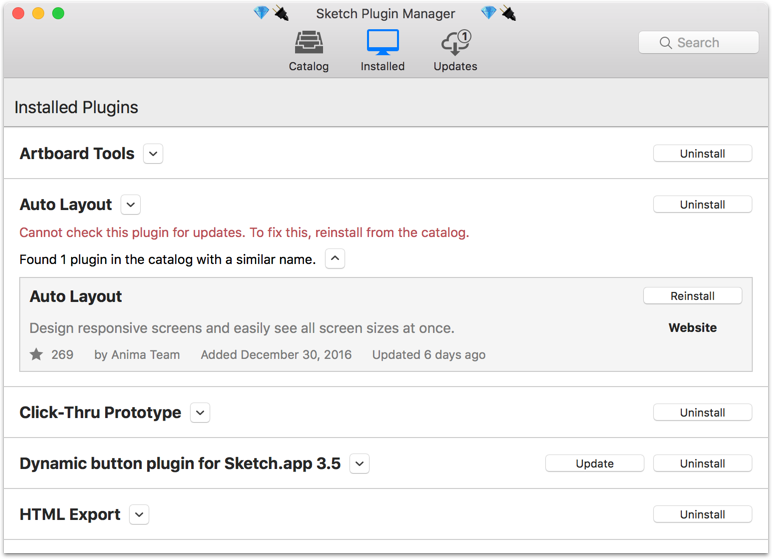 Sketch Plugin Manager
1
Search
Catalog
Installed
Updates
Installed Plugins
Artboard Tools
Uninstall
Auto Layout
Uninstall
Cannot check this plugin for updates. To fix this, reinstall from the catalog.
Found 1 plugin in the catalog with a similar name.
Auto Layout
Reinstall
Design responsive screens and easily see all screen sizes at once.
Website
269 by Anima Team Added December 30, 2016 Updated 6 days ago
Click-Thru Prototype
Uninstall
Dynamic button plugin for Sketch.app 3.5
Update
Uninstall
HTML Export
Uninstall